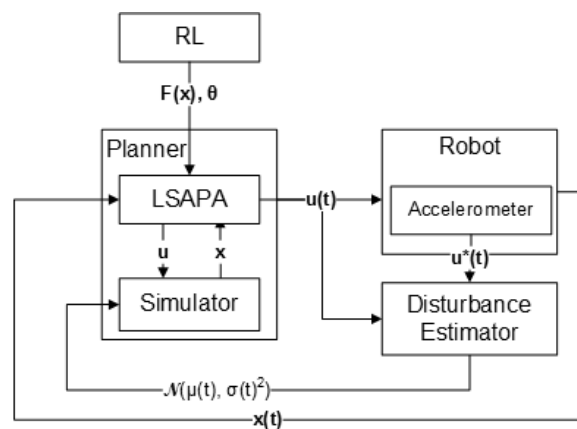 RL
F(x), θ
Planner
LSAPA
u
x
Simulator
u(t)
Robot
Accelerometer
u*(t)
Disturbance
Estimator
𝒩(μ(t), σ(t)²)
x(t)